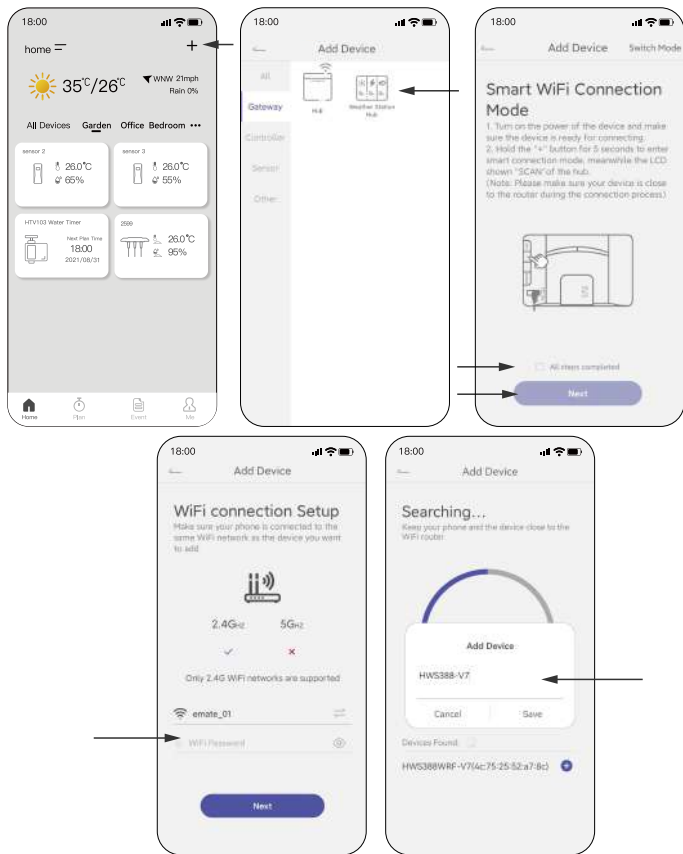 18:00
home
+
35°C/26°C
WNW 21mph
Rain 0%
All Devices Garden Office Bedroom •••
sensor 2
26.0°C
65%
sensor 3
26.0°C
55%
HTV103 Water Timer
Next Plan Time
18:00
2021/08/31
2599
26.0°C
95%
Home Plan Event Me
18:00
Add Device
All
Gateway
Controller
Sensor
Other
HUB
Weather Station
Hub
18:00
Add Device Switch Mode
Smart WiFi Connection
Mode
1. Turn on the power of the device and make
sure the device is ready for connecting.
2. Hold the "+" button for 5 seconds to enter
smart connection mode, meanwhile the LCD
shown "SCAN"of the hub.
(Note: Please make sure your device is close
to the router during the connection process)
All steps completed
Next
18:00
Add Device
WiFi connection Setup
Make sure your phone is connected to the
same WiFi network as the device you want
to add
2.4GHz 5GHz
Only 2.4G WiFi networks are supported
emate_01
WiFi Password
Next
18:00
Add Device
Searching...
Keep your phone and the device close to the
WiFi router
Add Device
HWS388-V7
Cancel Save
Devices Found:
HWS388WRF-V7(4c:75:25:52:a7:8c)